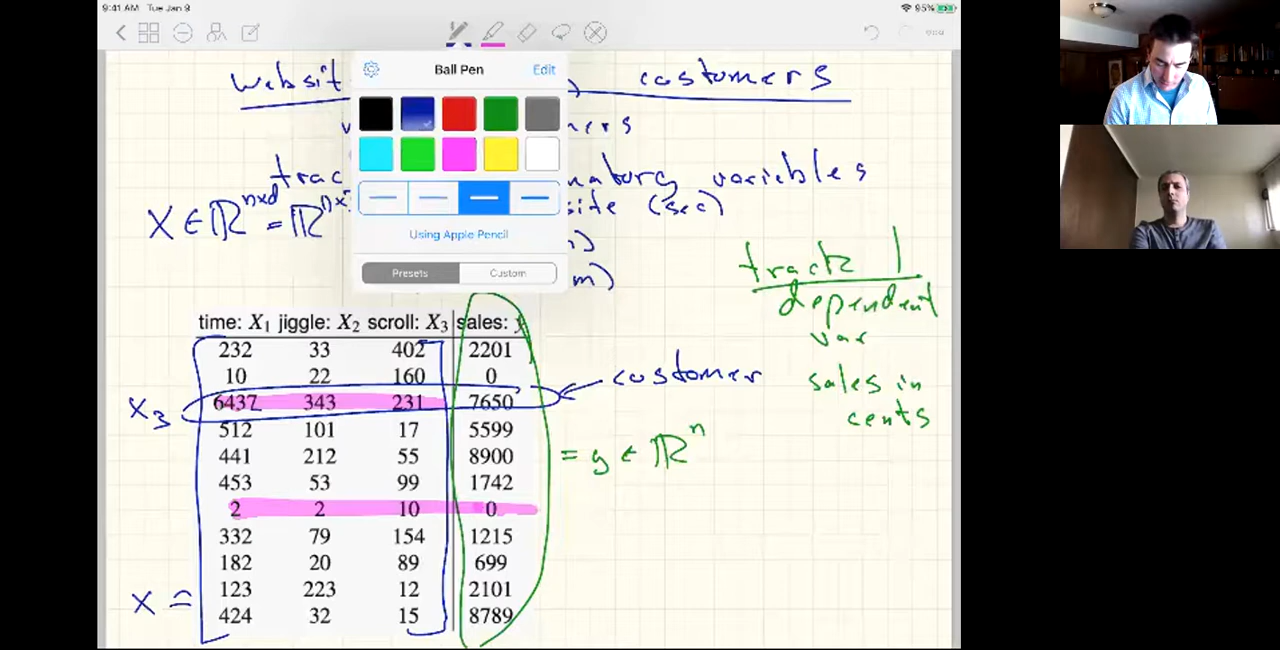 9:41 AM Tue Jan 9
95%
Ball Pen
Edit
customers
variables
site (sec)
X ∈ ℝ^{n×d} = ℝ
Using Apple Pencil
Presets
Custom
track 1
dependent
var
sales in
cents
time: X₁ jiggle: X₂ scroll: X₃ sales: y
232 33 402 2201
10 22 160 0
customer
x₃ 6437 343 231 7650
512 101 17 5599
441 212 55 8900
= y ∈ ℝⁿ
453 53 99 1742
2 2 10 0
332 79 154 1215
182 20 89 699
X = 123 223 12 2101
424 32 15 8789